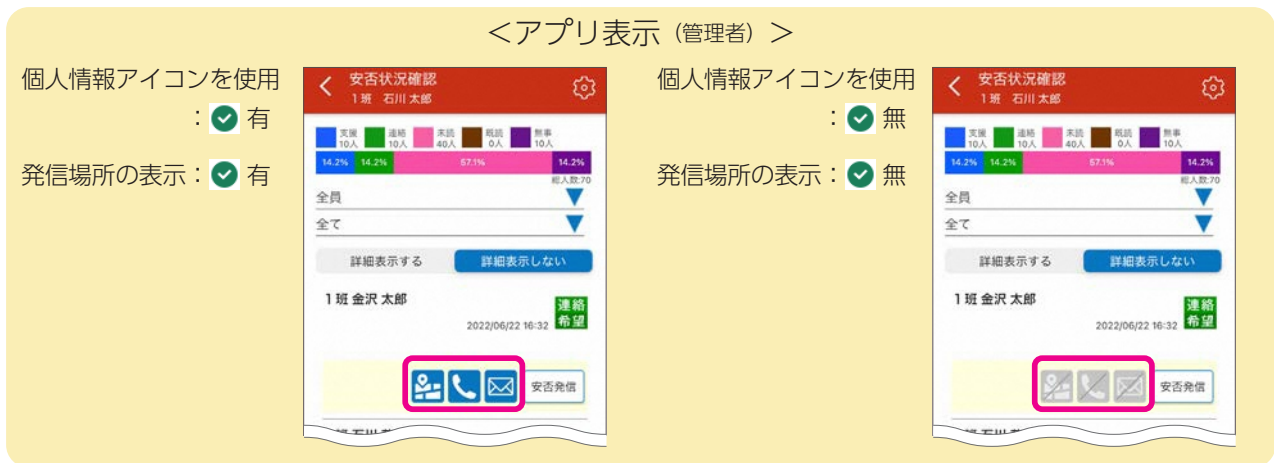 ＜アプリ表示（管理者）＞
個人情報アイコンを使用
：有
発信場所の表示：有
安否状況確認
1班 石川 太郎
支援 連絡 未読 既読 無事
10人 10人 40人 0人 10人
14.2% 14.2% 57.1% 14.2%
総人数:70
全員
全て
詳細表示する 詳細表示しない
1班 金沢 太郎
連絡
希望
2022/06/22 16:32
安否発信
個人情報アイコンを使用
：無
発信場所の表示：無
安否状況確認
1班 石川 太郎
支援 連絡 未読 既読 無事
10人 10人 40人 0人 10人
14.2% 14.2% 57.1% 14.2%
総人数:70
全員
全て
詳細表示する 詳細表示しない
1班 金沢 太郎
連絡
希望
2022/06/22 16:32
安否発信